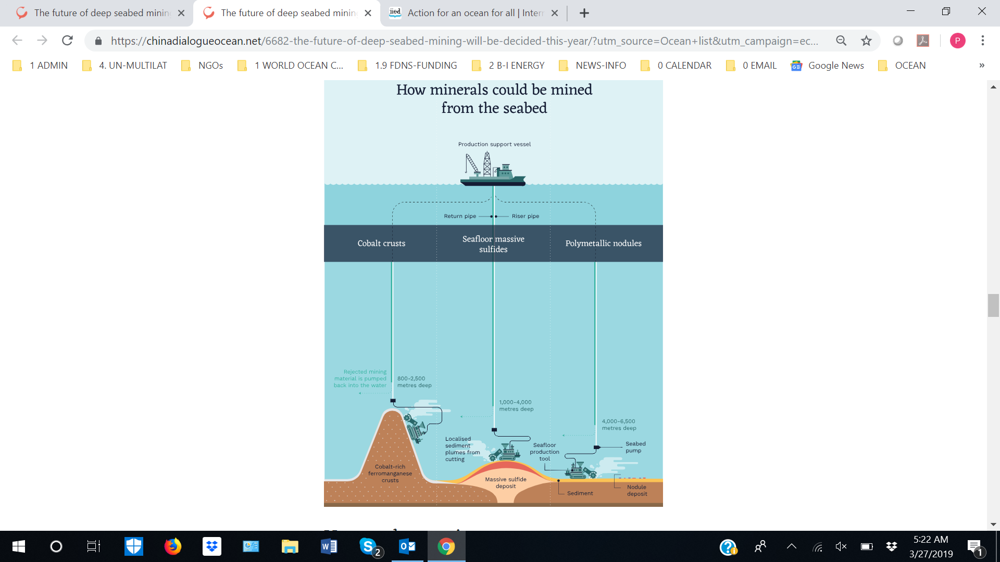 The future of deep seabed minin
The future of deep seabed minin
iied
Action for an ocean for all | Inter
https://chinadialogueocean.net/6682-the-future-of-deep-seabed-mining-will-be-decided-this-year/?utm_source=Ocean+list&utm_campaign=ec...
P
1 ADMIN
4. UN-MULTILAT
NGOs
1 WORLD OCEAN C...
1.9 FDNS-FUNDING
2 B-I ENERGY
NEWS-INFO
0 CALENDAR
0 EMAIL
GE
Google News
OCEAN
»
How minerals could be mined
from the seabed
Production support vessel
Return pipe
Riser pipe
Cobalt crusts
Seafloor massive
sulfides
Polymetallic nodules
Rejected mining
material is pumped
back into the water
800-2,500
metres deep
1,000-4,000
metres deep
4,000-6,500
metres deep
Localised
sediment
plumes from
cutting
Seafloor
production
tool
Seabed
pump
Cobalt-rich
ferromanganese
crusts
Massive sulfide
deposit
Sediment
Nodule
deposit
W
S
2
O
?
5:22 AM
3/27/2019
1